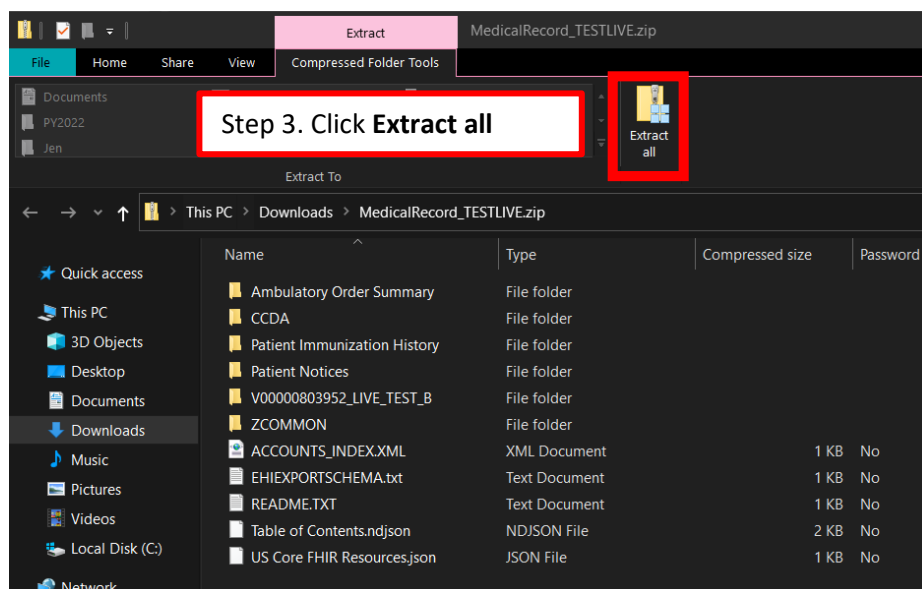 Extract MedicalRecord_TESTLIVE.zip
File Home Share View Compressed Folder Tools
Documents
PY2022
Jen
Step 3. Click Extract all
Extract
all
Extract To
This PC > Downloads > MedicalRecord_TESTLIVE.zip
Name Type Compressed size Password
Quick access
This PC
3D Objects
Desktop
Documents
Downloads
Music
Pictures
Videos
Local Disk (C:)
Network
Ambulatory Order Summary File folder
CCDA File folder
Patient Immunization History File folder
Patient Notices File folder
V00000803952_LIVE_TEST_B File folder
ZCOMMON File folder
ACCOUNTS_INDEX.XML XML Document 1 KB No
EHIEXPORTSCHEMA.txt Text Document 1 KB No
README.TXT Text Document 1 KB No
Table of Contents.ndjson NDJSON File 2 KB No
US Core FHIR Resources.json JSON File 1 KB No